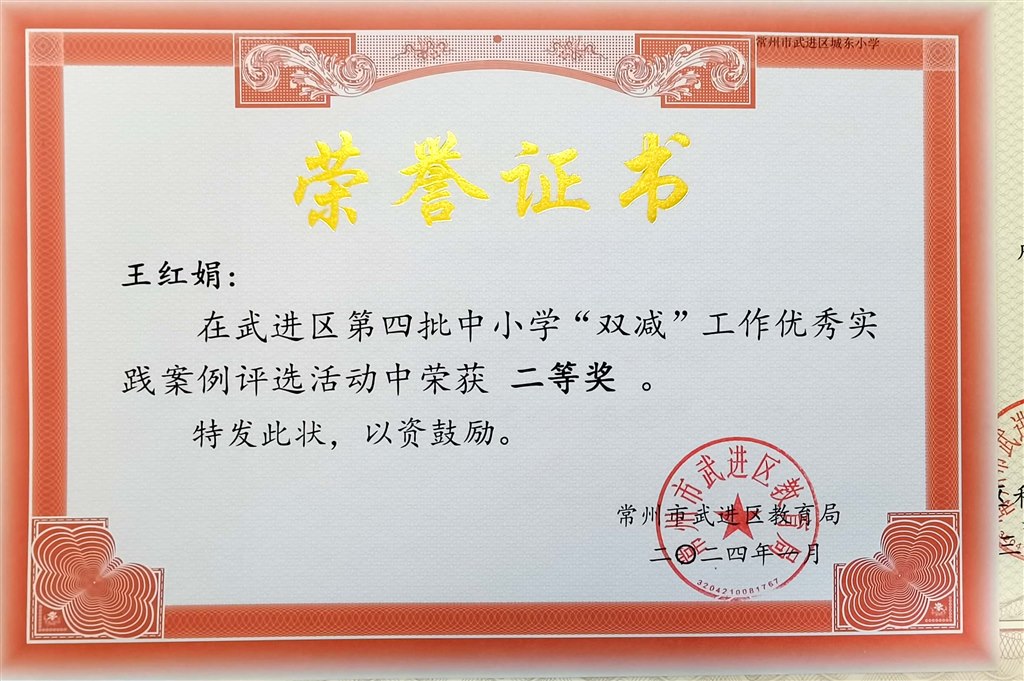 常州市武进区城东小学
荣誉证书
王红娟：
在武进区第四批中小学“双减”工作优秀实
践案例评选活动中荣获 二等奖 。
特发此状，以资鼓励。
常州市武进区教育局
常州市武进区教育局
二〇二四年一月
3204210081767